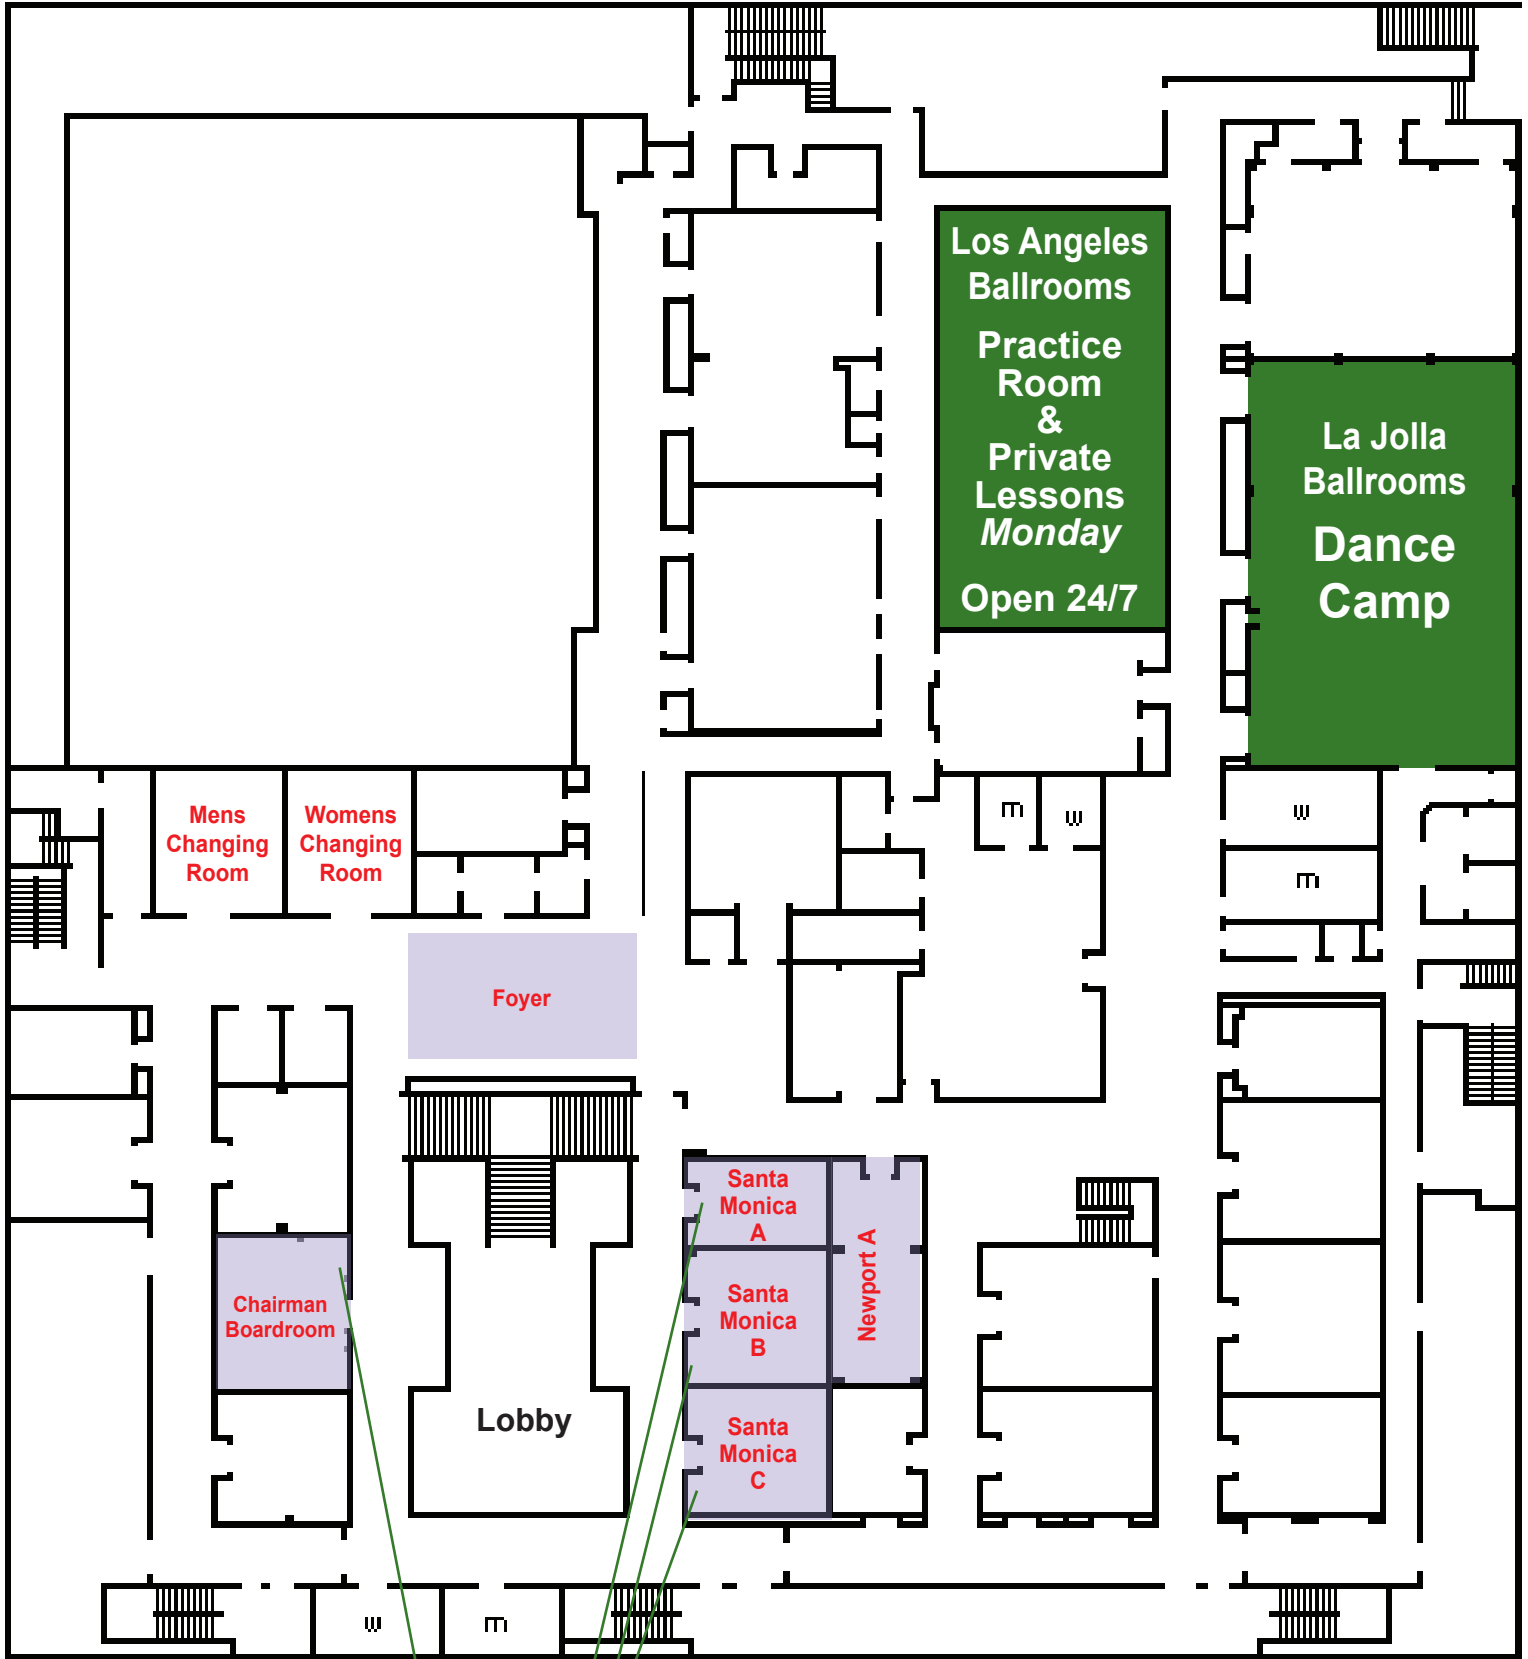 Los Angeles
Ballrooms
Practice
Room
&
Private
Lessons
Monday
Open 24/7
La Jolla
Ballrooms
Dance
Camp
Mens
Changing
Room
Womens
Changing
Room
m
w
w
m
Foyer
Santa
Monica
A
Newport A
Chairman
Boardroom
Santa
Monica
B
Lobby
Santa
Monica
C
w
m